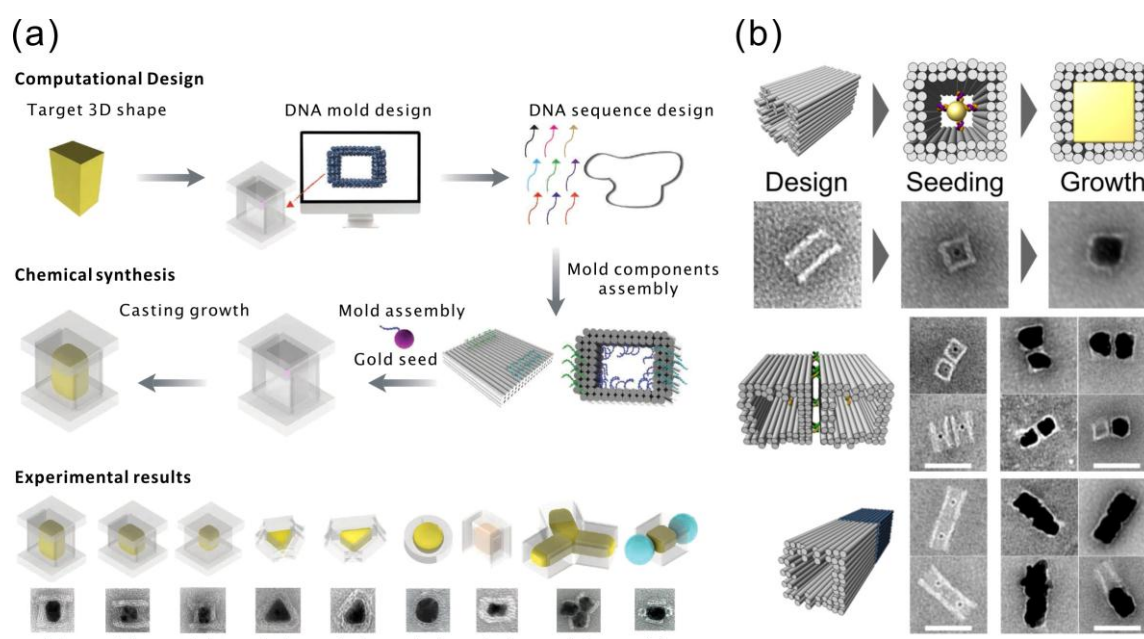 (a)
Computational Design
Target 3D shape
DNA mold design
DNA sequence design
Chemical synthesis
Casting growth
Mold assembly
Gold seed
Mold components
assembly
Experimental results
(b)
Design
Seeding
Growth